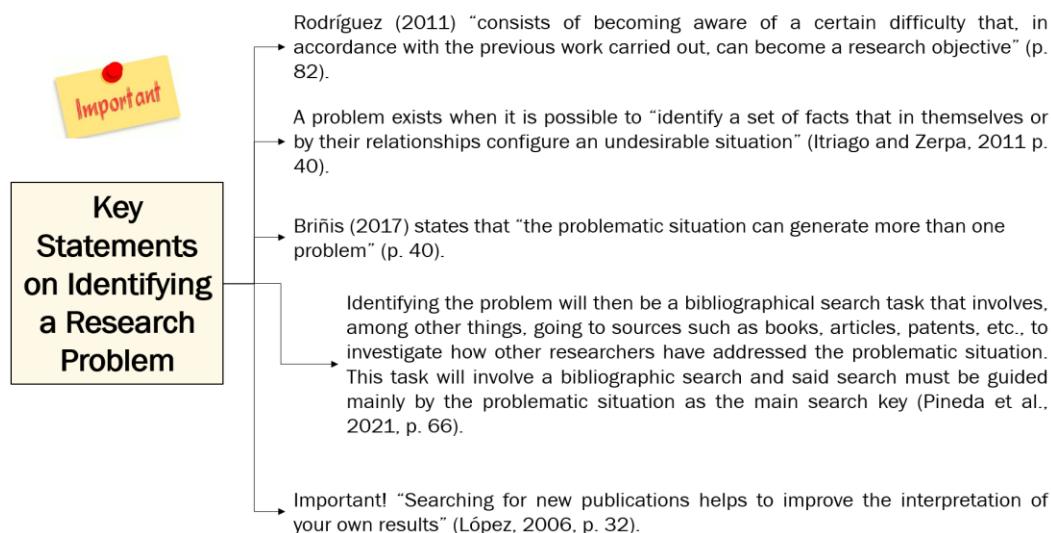 Important
Key
Statements
on Identifying
a Research
Problem
Rodríguez (2011) “consists of becoming aware of a certain difficulty that, in
accordance with the previous work carried out, can become a research objective” (p.
82).
A problem exists when it is possible to “identify a set of facts that in themselves or
by their relationships configure an undesirable situation” (Itriago and Zerpa, 2011 p.
40).
Briñis (2017) states that “the problematic situation can generate more than one
problem” (p. 40).
Identifying the problem will then be a bibliographical search task that involves,
among other things, going to sources such as books, articles, patents, etc., to
investigate how other researchers have addressed the problematic situation.
This task will involve a bibliographic search and said search must be guided
mainly by the problematic situation as the main search key (Pineda et al.,
2021, p. 66).
Important! “Searching for new publications helps to improve the interpretation of
your own results” (López, 2006, p. 32).